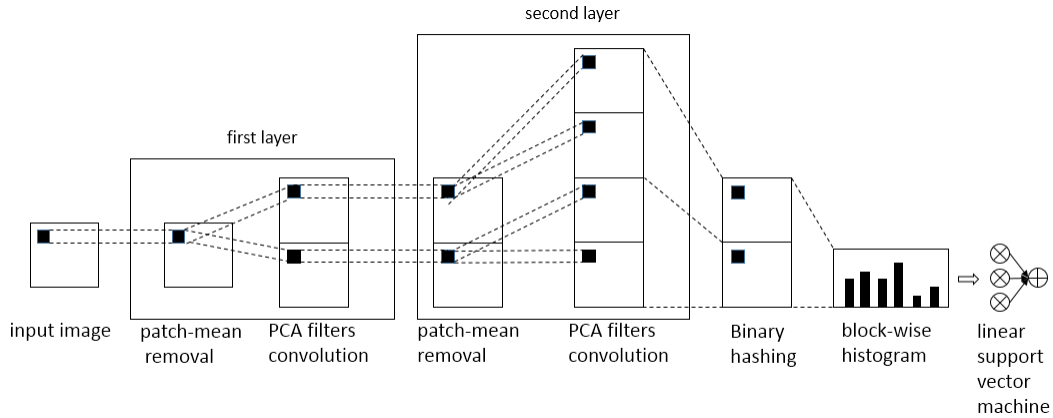 second layer
first layer
input image
patch-mean
removal
PCA filters
convolution
patch-mean
removal
PCA filters
convolution
Binary
hashing
block-wise
histogram
linear
support
vector
machine